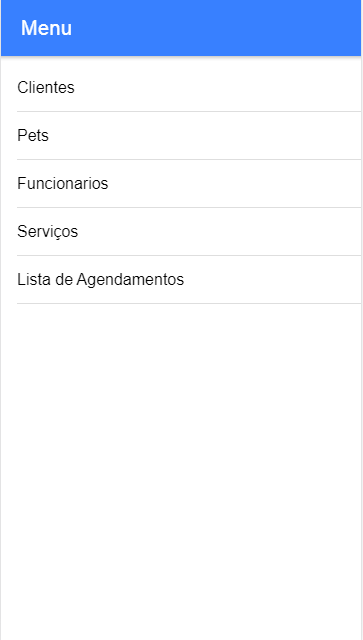 Menu
Clientes
Pets
Funcionarios
Serviços
Lista de Agendamentos